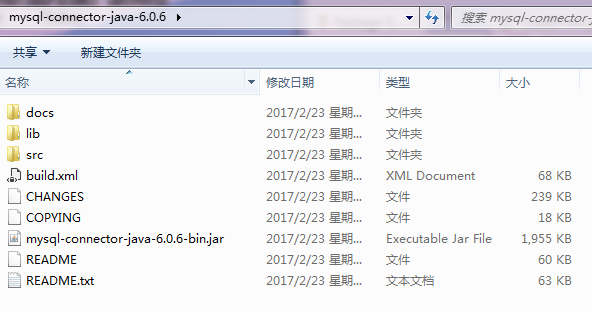 mysql-connector-java-6.0.6
搜索 mysql-connector-
共享 新建文件夹
名称 修改日期 类型 大小
docs 2017/2/23 星期... 文件夹
lib 2017/2/23 星期... 文件夹
src 2017/2/23 星期... 文件夹
build.xml 2017/2/23 星期... XML Document 68 KB
CHANGES 2017/2/23 星期... 文件 239 KB
COPYING 2017/2/23 星期... 文件 18 KB
mysql-connector-java-6.0.6-bin.jar 2017/2/23 星期... Executable Jar File 1,955 KB
README 2017/2/23 星期... 文件 60 KB
README.txt 2017/2/23 星期... 文本文档 63 KB